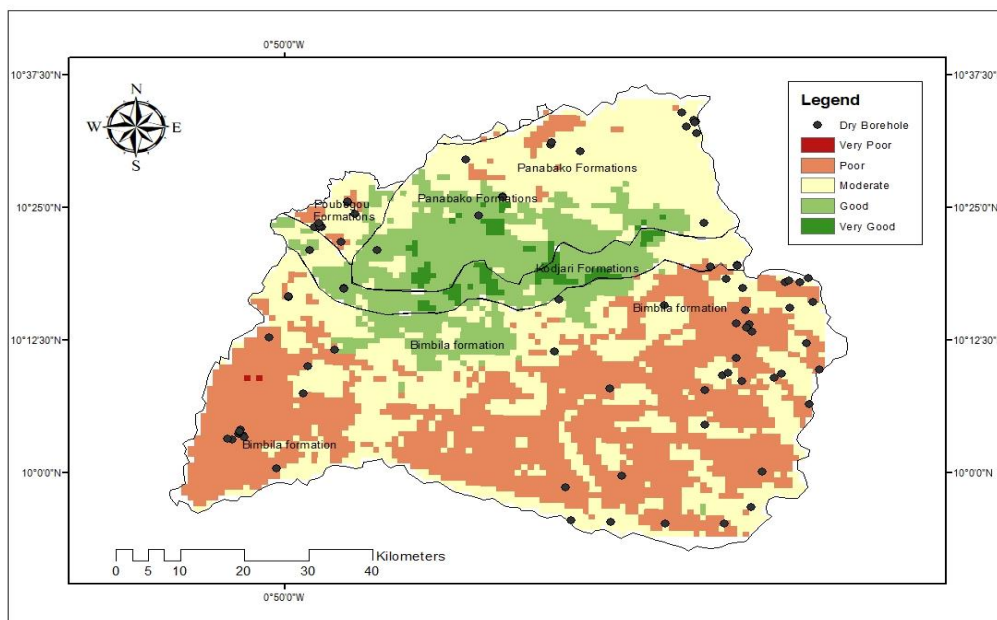 0°50'0"W
10°37'30"N
10°37'30"N
N
W
E
S
Legend
Dry Borehole
Very Poor
Poor
Moderate
Good
Very Good
Panabako Formations
Panabako Formations
Poubogou
Formations
10°25'0"N
10°25'0"N
Kodjari Formations
Bimbila formation
Bimbila formation
10°12'30"N
10°12'30"N
Bimbila formation
10°0'0"N
10°0'0"N
Kilometers
0 5 10 20 30 40
0°50'0"W